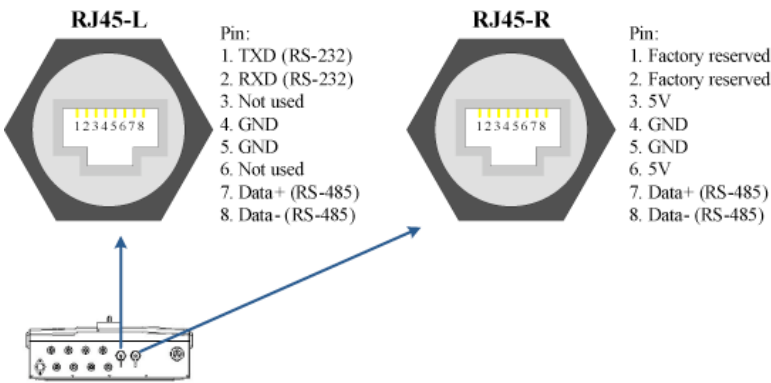 RJ45-L
Pin:
1. TXD (RS-232)
2. RXD (RS-232)
3. Not used
4. GND
5. GND
6. Not used
7. Data+ (RS-485)
8. Data- (RS-485)
12345678
RJ45-R
Pin:
1. Factory reserved
2. Factory reserved
3. 5V
4. GND
5. GND
6. 5V
7. Data+ (RS-485)
8. Data- (RS-485)
12345678